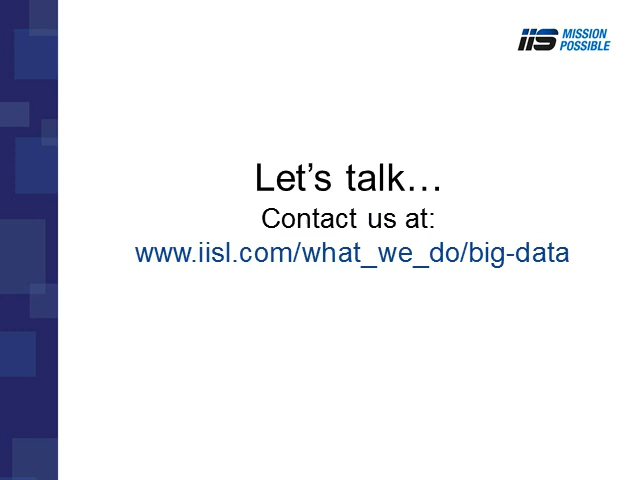 IIS MISSION
POSSIBLE
Let’s talk…
Contact us at:
www.iisl.com/what_we_do/big-data